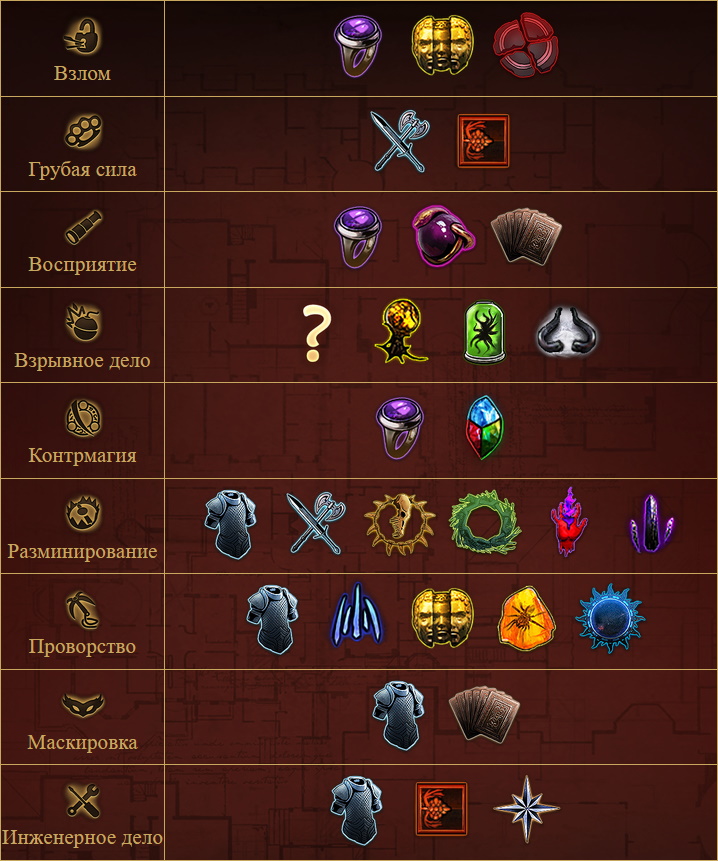 Взлом
Грубая сила
Восприятие
?
Взрывное дело
Контрмагия
Разминирование
Проворство
Маскировка
Инженерное дело